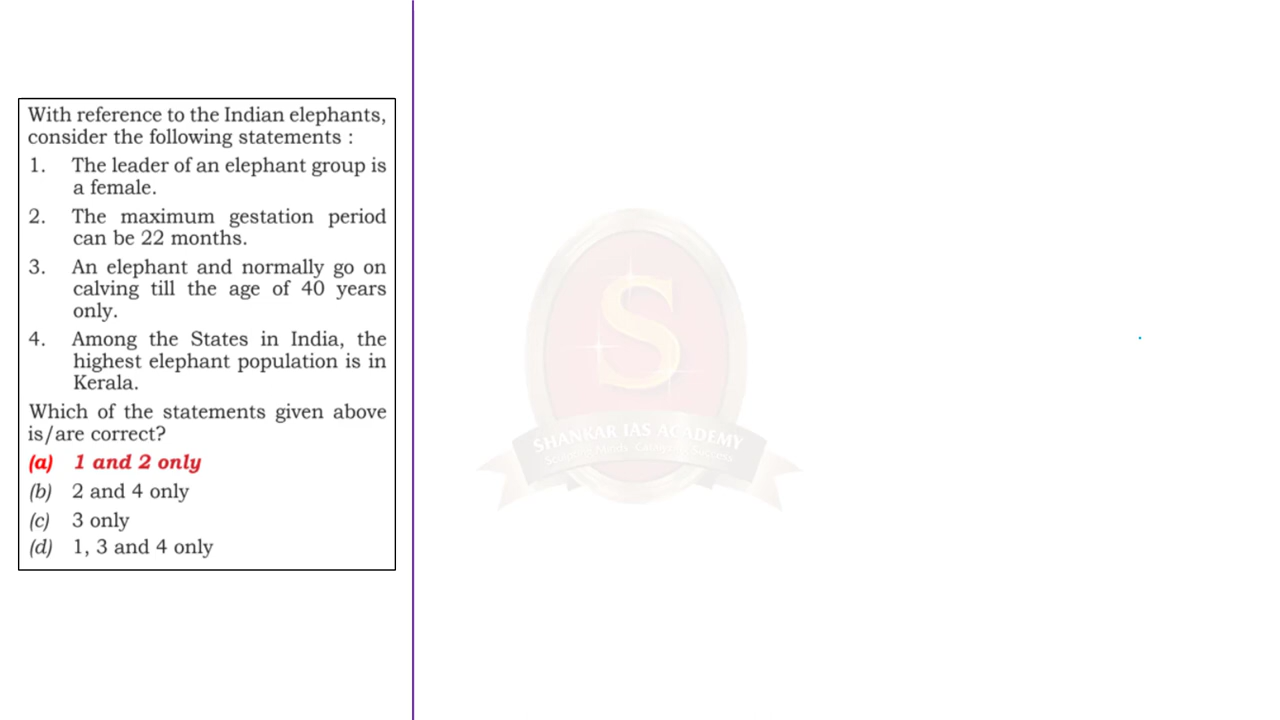 With reference to the Indian elephants,
consider the following statements :
1. The leader of an elephant group is
a female.
2. The maximum gestation period
can be 22 months.
3. An elephant and normally go on
calving till the age of 40 years
only.
4. Among the States in India, the
highest elephant population is in
Kerala.
Which of the statements given above
is/are correct?
(a) 1 and 2 only
(b) 2 and 4 only
(c) 3 only
(d) 1, 3 and 4 only
S
SHANKAR IAS ACADEMY